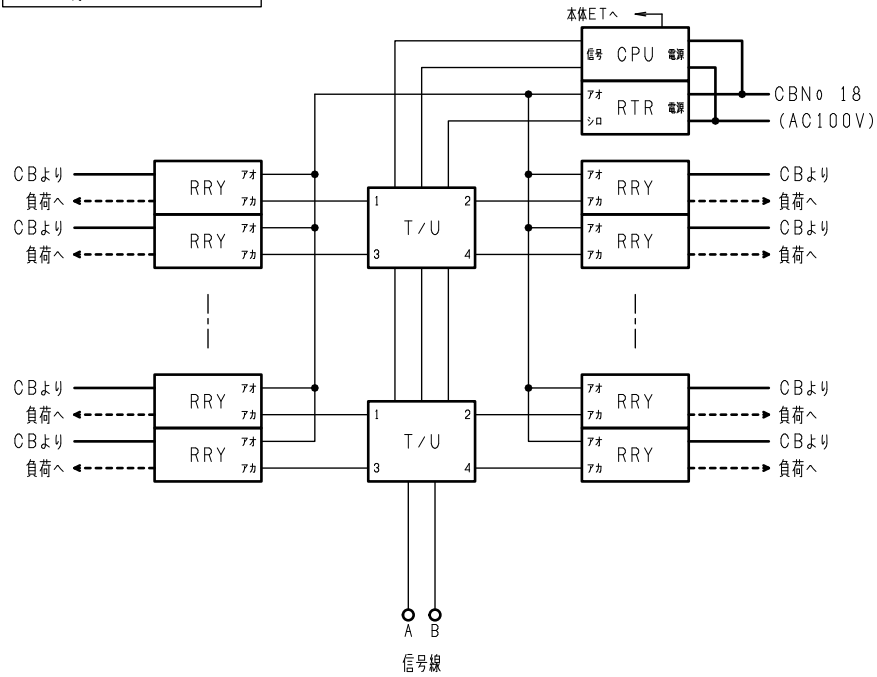 本体ETへ
信号 CPU 電源
アオ RTR 電源
シロ
CBNo 18
(AC100V)
CBより RRY アオ
負荷へ アカ
CBより RRY アオ
負荷へ アカ
1 T/U 2
3 4
アオ RRY CBより
アカ 負荷へ
アオ RRY CBより
アカ 負荷へ
CBより RRY アオ
負荷へ アカ
CBより RRY アオ
負荷へ アカ
1 T/U 2
3 4
アオ RRY CBより
アカ 負荷へ
アオ RRY CBより
アカ 負荷へ
A B
信号線